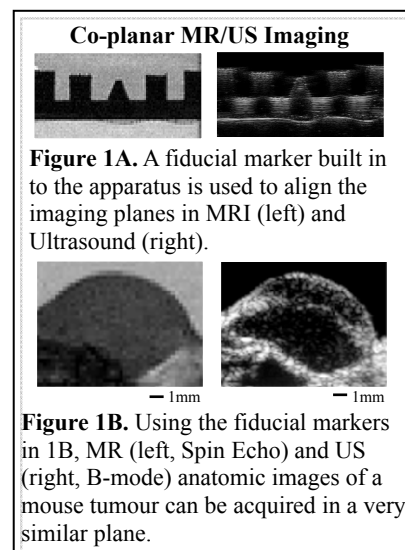 Co-planar MR/US Imaging
Figure 1A. A fiducial marker built in
to the apparatus is used to align the
imaging planes in MRI (left) and
Ultrasound (right).
1mm
1mm
Figure 1B. Using the fiducial markers
in 1B, MR (left, Spin Echo) and US
(right, B-mode) anatomic images of a
mouse tumour can be acquired in a very
similar plane.